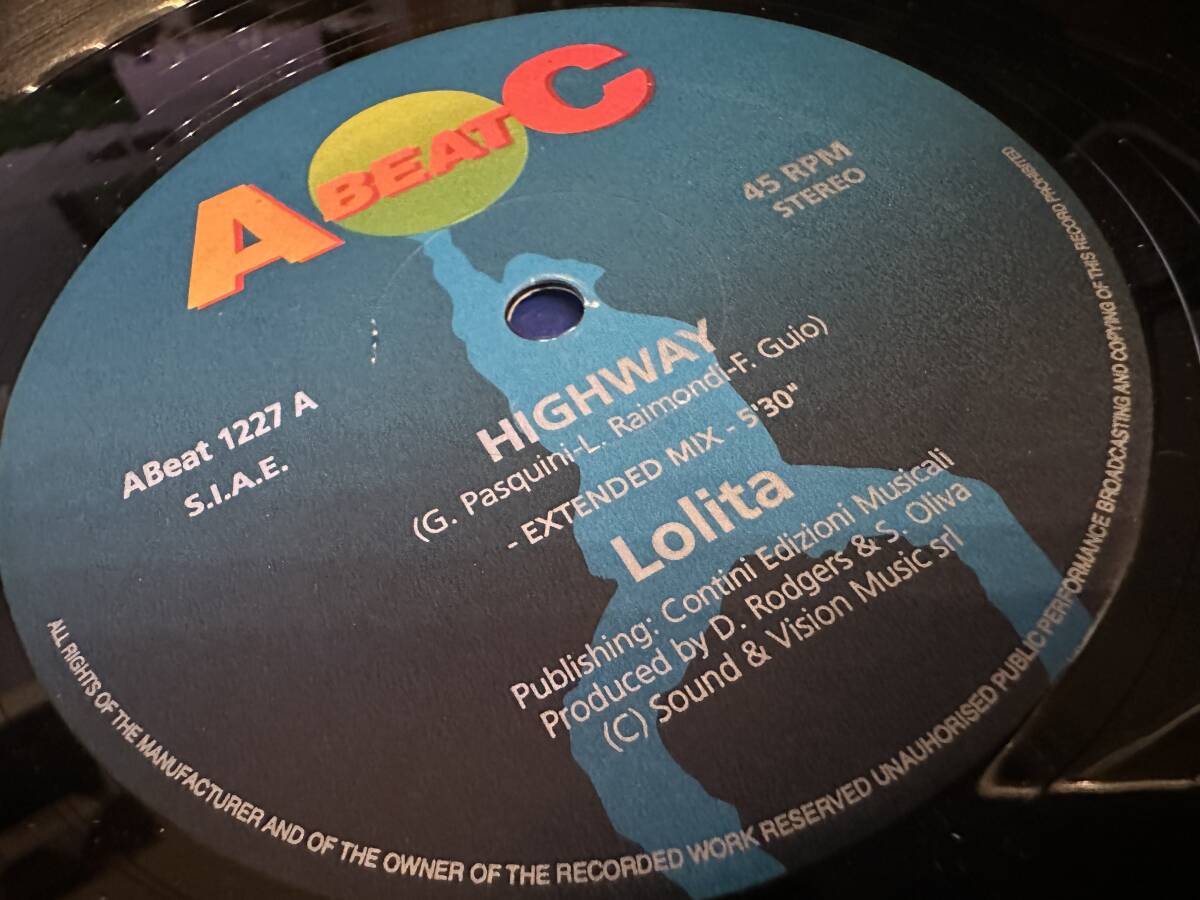 A BEAT C
45 RPM
STEREO
ABeat 1227 A
S.I.A.E.
HIGHWAY
(G. Pasquini-L. Raimondi-F. Guio)
- EXTENDED MIX - 5'30"
Lolita
Publishing: Contini Edizioni Musicali
Produced by D. Rodgers & S. Oliva
(C) Sound & Vision Music srl
ALL RIGHTS OF THE MANUFACTURER AND OF THE OWNER OF THE RECORDED WORK RESERVED UNAUHORISED PUBLIC PERFORMANCE BROADCASTING AND COPYING OF THIS RECORD PROHIBITED